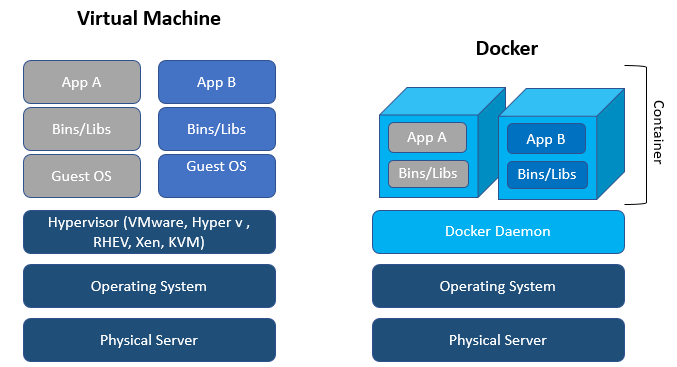 Virtual Machine
App A
App B
Bins/Libs
Bins/Libs
Guest OS
Guest OS
Hypervisor (VMware, Hyper v ,
RHEV, Xen, KVM)
Operating System
Physical Server
Docker
App A
Bins/Libs
App B
Bins/Libs
Container
Docker Daemon
Operating System
Physical Server